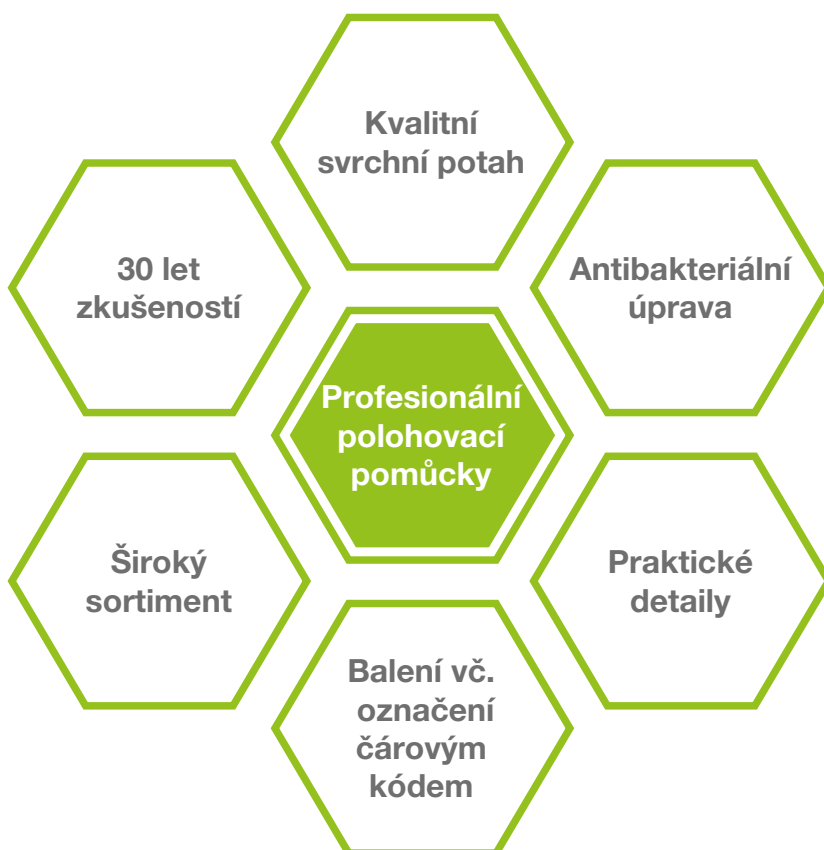 Kvalitní
svrchní potah
30 let
zkušeností
Antibakteriální
úprava
Profesionální
polohovací
pomůcky
Široký
sortiment
Praktické
detaily
Balení vč.
označení
čárovým
kódem